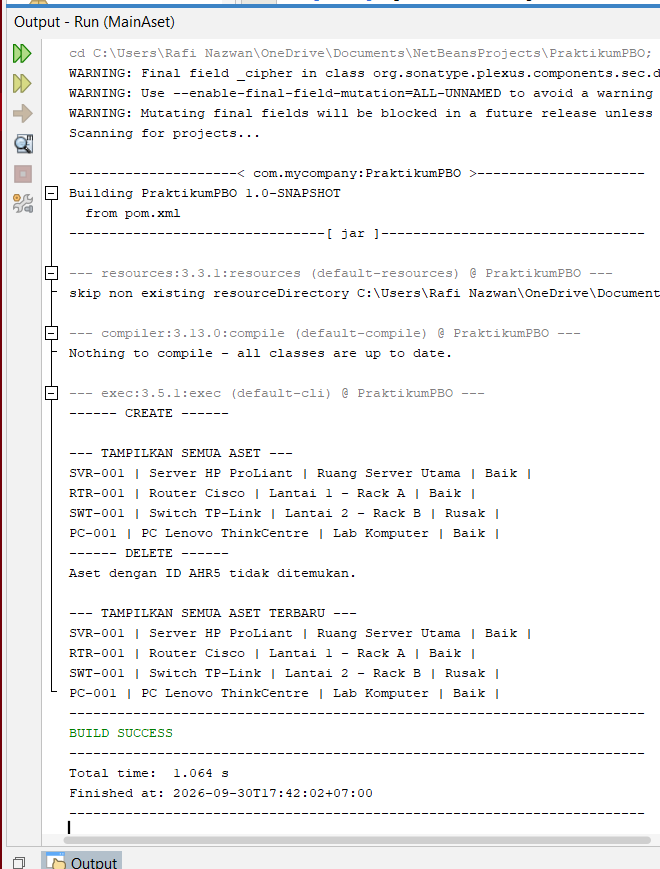 Output - Run (MainAset)
cd C:\Users\Rafi Nazwan\OneDrive\Documents\NetBeansProjects\PraktikumPBO;
WARNING: Final field _cipher in class org.sonatype.plexus.components.sec.d
WARNING: Use --enable-final-field-mutation=ALL-UNNAMED to avoid a warning
WARNING: Mutating final fields will be blocked in a future release unless
Scanning for projects...
---------------------< com.mycompany:PraktikumPBO >---------------------
Building PraktikumPBO 1.0-SNAPSHOT
  from pom.xml
--------------------------------[ jar ]---------------------------------
--- resources:3.3.1:resources (default-resources) @ PraktikumPBO ---
skip non existing resourceDirectory C:\Users\Rafi Nazwan\OneDrive\Document
--- compiler:3.13.0:compile (default-compile) @ PraktikumPBO ---
Nothing to compile - all classes are up to date.
--- exec:3.5.1:exec (default-cli) @ PraktikumPBO ---
------ CREATE ------
--- TAMPILKAN SEMUA ASET ---
SVR-001 | Server HP ProLiant | Ruang Server Utama | Baik |
RTR-001 | Router Cisco | Lantai 1 - Rack A | Baik |
SWT-001 | Switch TP-Link | Lantai 2 - Rack B | Rusak |
PC-001 | PC Lenovo ThinkCentre | Lab Komputer | Baik |
------ DELETE ------
Aset dengan ID AHR5 tidak ditemukan.
--- TAMPILKAN SEMUA ASET TERBARU ---
SVR-001 | Server HP ProLiant | Ruang Server Utama | Baik |
RTR-001 | Router Cisco | Lantai 1 - Rack A | Baik |
SWT-001 | Switch TP-Link | Lantai 2 - Rack B | Rusak |
PC-001 | PC Lenovo ThinkCentre | Lab Komputer | Baik |
------------------------------------------------------------------------
BUILD SUCCESS
------------------------------------------------------------------------
Total time:  1.064 s
Finished at: 2026-09-30T17:42:02+07:00
------------------------------------------------------------------------
Output